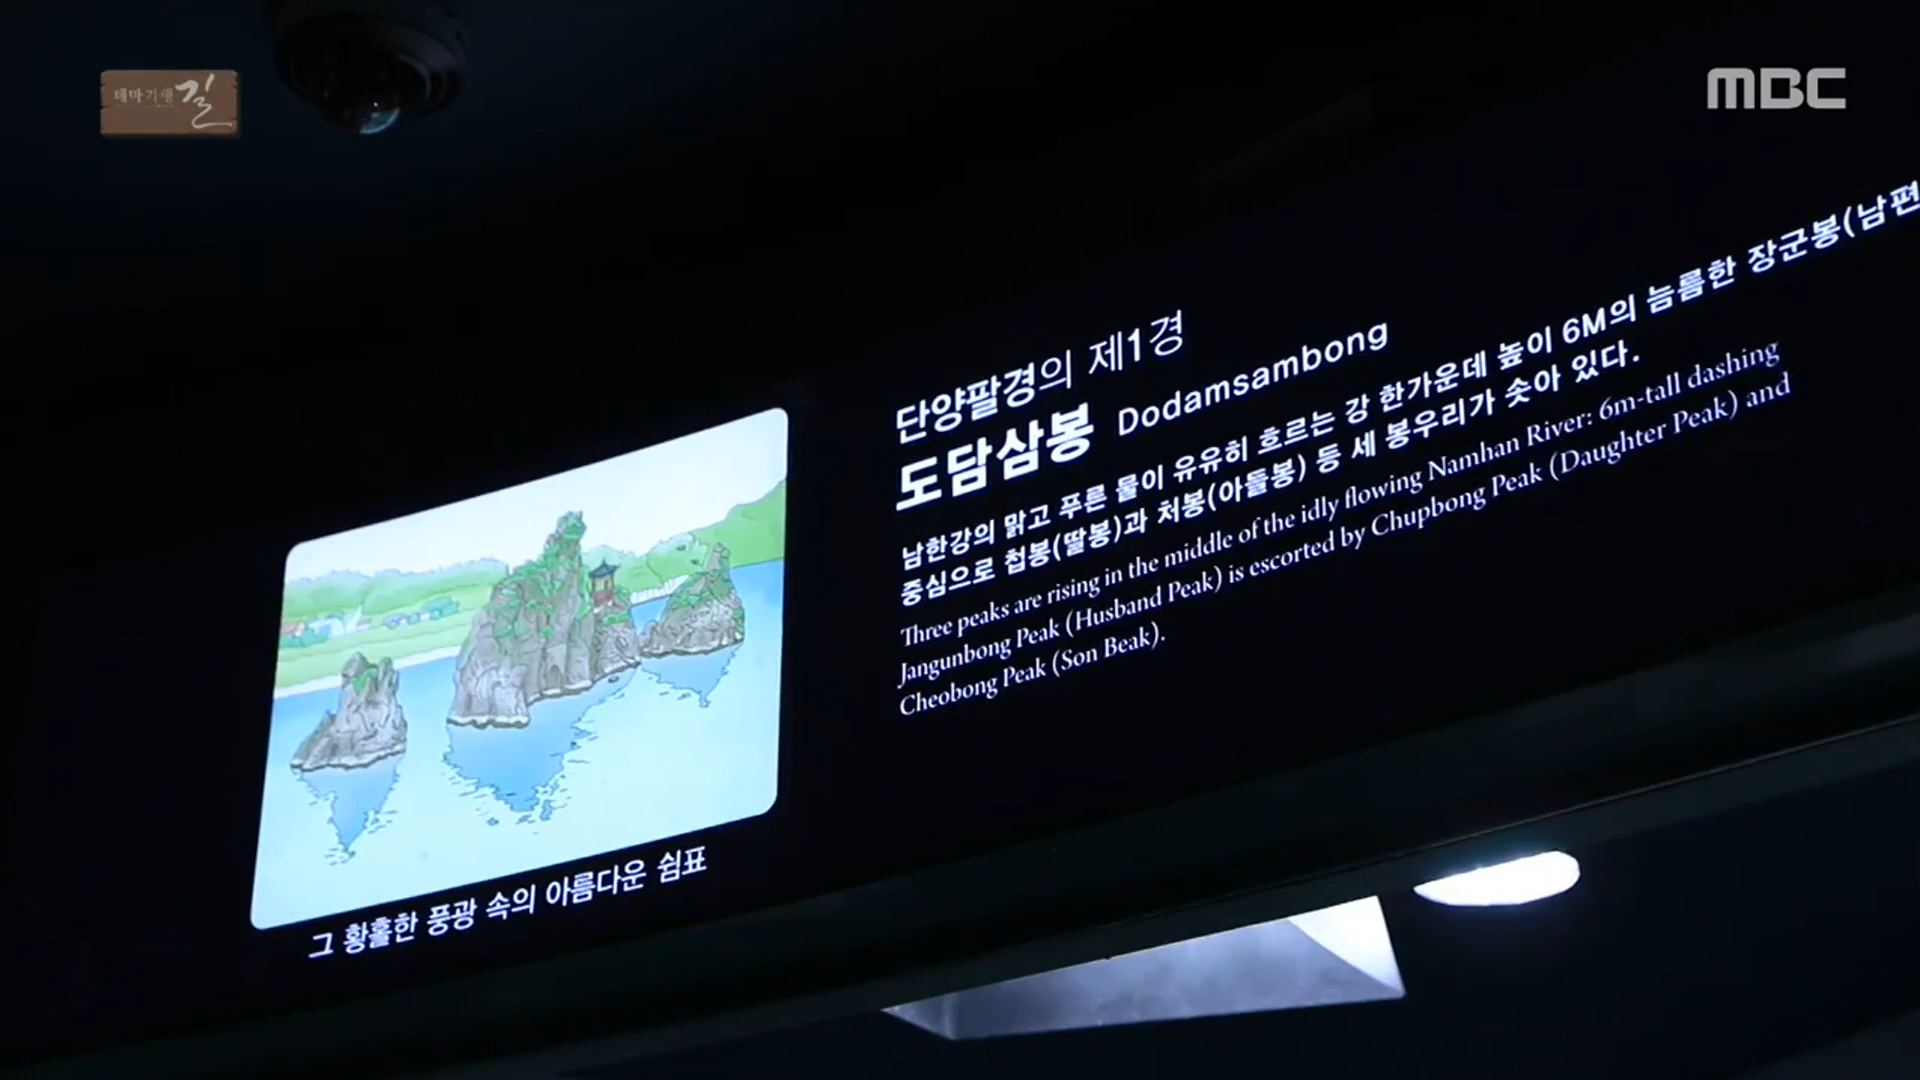 테마기행 길
MBC
단양팔경의 제1경
도담삼봉 Dodamsambong
남한강의 맑고 푸른 물이 유유히 흐르는 강 한가운데 높이 6M의 늠름한 장군봉(남편
중심으로 첩봉(딸봉)과 처봉(아들봉) 등 세 봉우리가 솟아 있다.
Three peaks are rising in the middle of the idly flowing Namhan River: 6m-tall dashing
Jangunbong Peak (Husband Peak) is escorted by Chupbong Peak (Daughter Peak) and
Cheobong Peak (Son Beak).
그 황홀한 풍광 속의 아름다운 쉼표